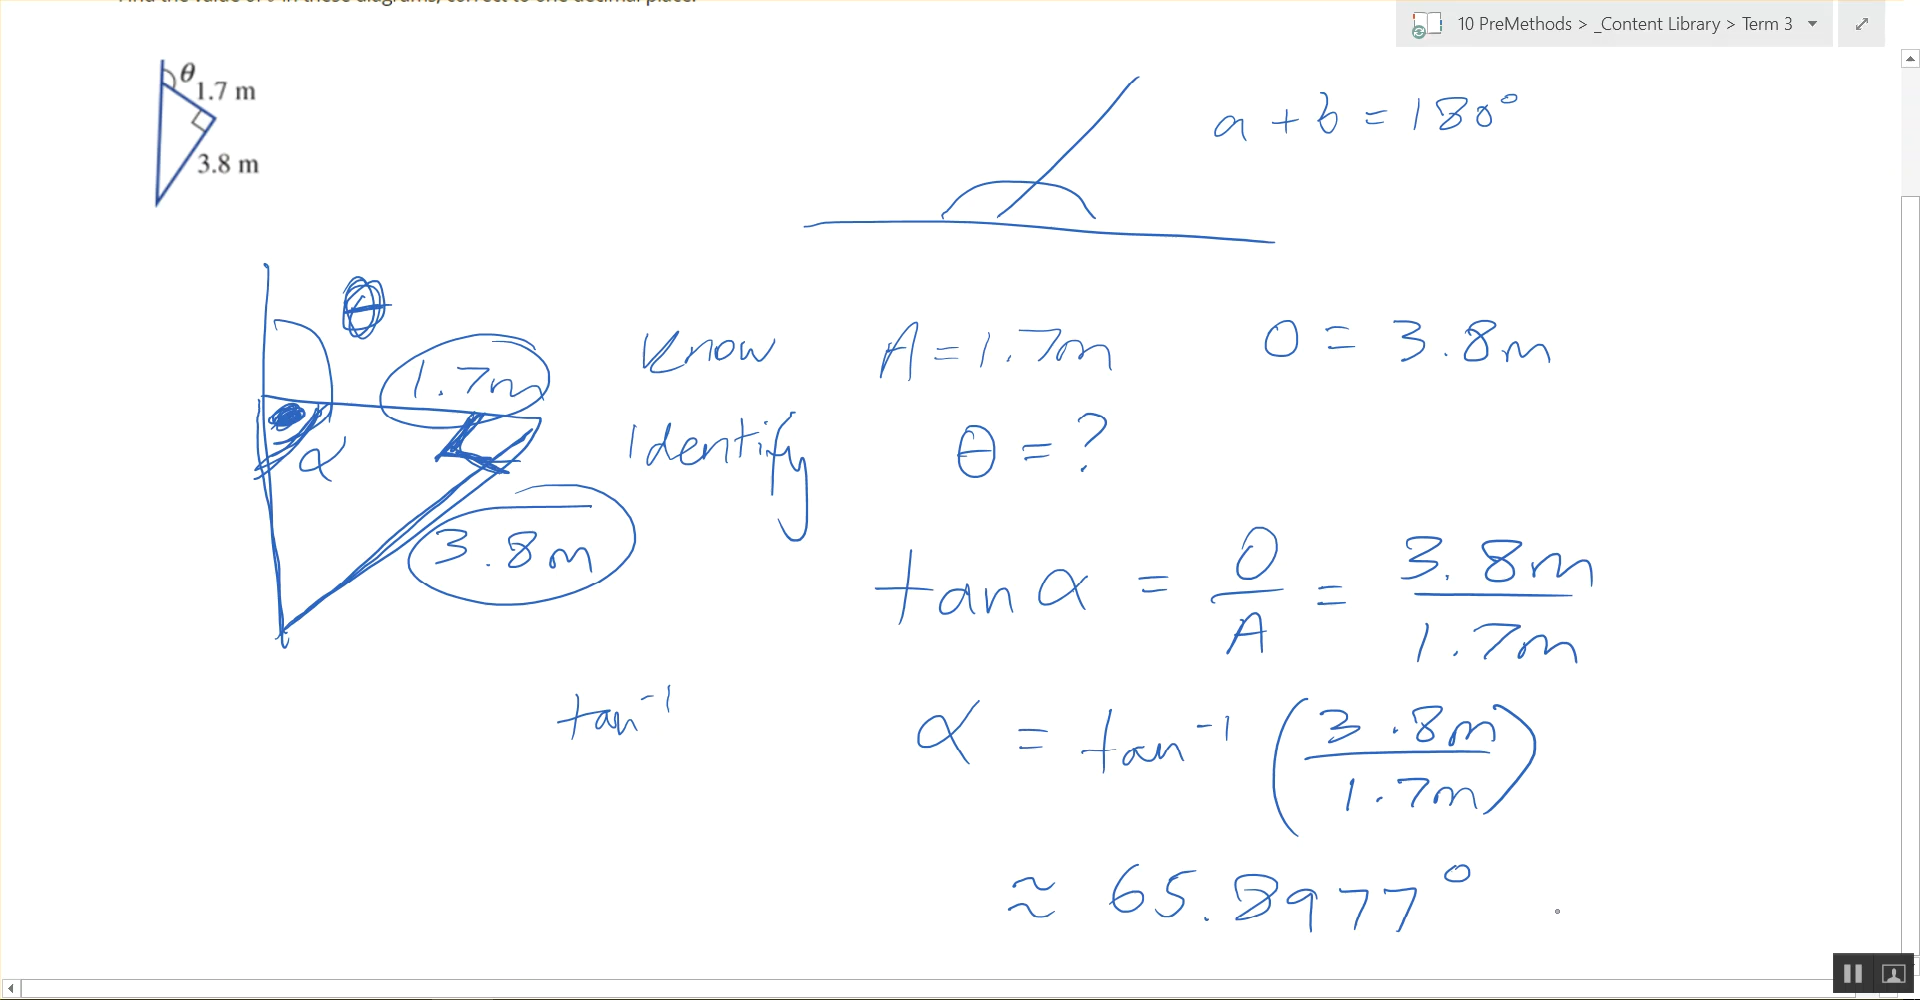 10 PreMethods > _Content Library > Term 3
θ
1.7 m
3.8 m
a + b = 180°
θ
1.7m
α
3.8m
Know A = 1.7m O = 3.8m
Identify θ = ?
tan α = O/A = 3.8m/1.7m
tan⁻¹
α = tan⁻¹ (3.8m/1.7m)
≈ 65.8977°